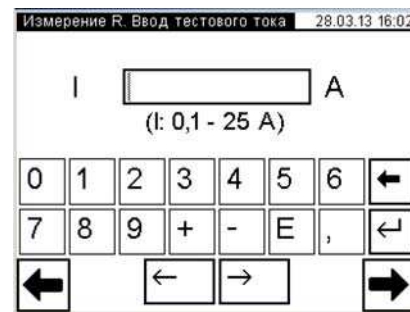 Измерение R. Ввод тестового тока 28.03.13 16:02
I A
(I: 0,1 - 25 A)
0 1 2 3 4 5 6 ←
7 8 9 + - E , ↵
← ← → →